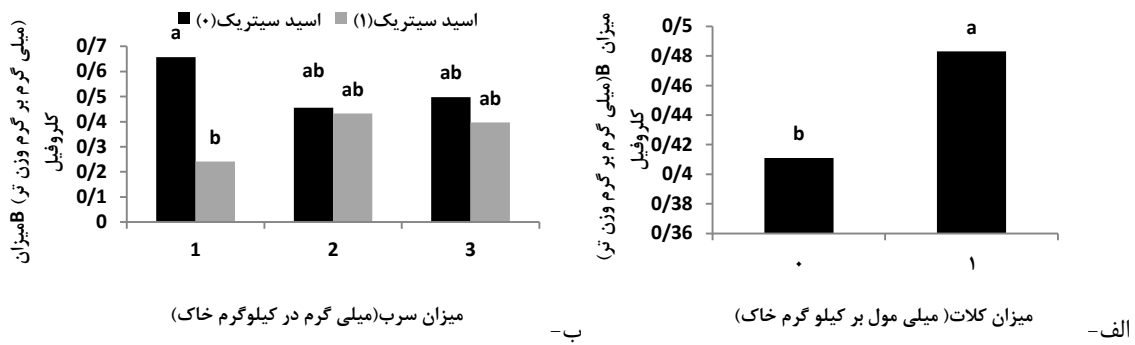 اسید سیتریک(۰) اسید سیتریک(۱)
میزان B کلروفیل (میلی گرم بر گرم وزن تر)
0/7
0/6
0/5
0/4
0/3
0/2
0/1
0
a
b
ab
ab
ab
ab
1 2 3
میزان سرب(میلی گرم در کیلوگرم خاک)
ب-
میزان B کلروفیل (میلی گرم بر گرم وزن تر)
0/5
0/48
0/46
0/44
0/42
0/4
0/38
0/36
b
a
۰ ۱
میزان کلات( میلی مول بر کیلو گرم خاک)
الف-